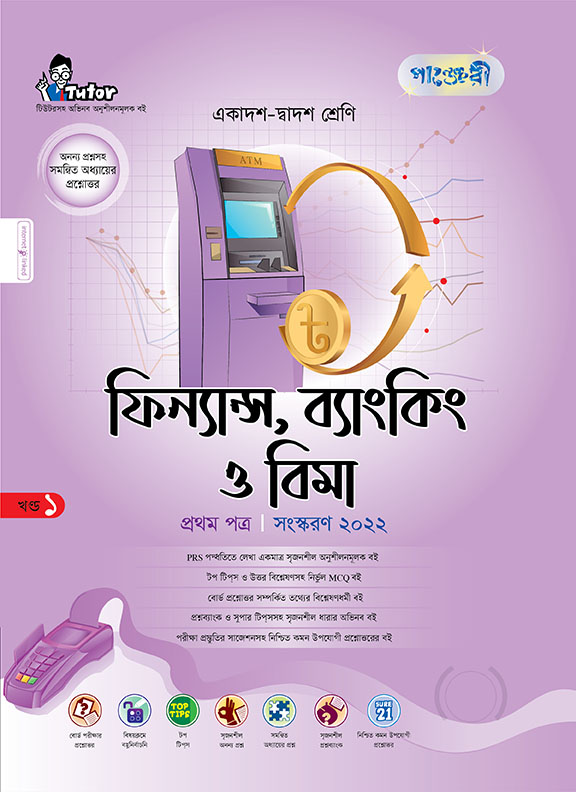 Tutor
টিউটরসহ অভিনব অনুশীলনমূলক বই
পাঞ্জেরী
একাদশ-দ্বাদশ শ্রেণি
অনন্য প্রশ্নসহ
সমন্বিত অধ্যায়ের
প্রশ্নোত্তর
ATM
৳
ফিন্যান্স, ব্যাংকিং
ও বিমা
খণ্ড ১
প্রথম পত্র | সংস্করণ ২০২২
PRS পদ্ধতিতে লেখা একমাত্র সৃজনশীল অনুশীলনমূলক বই
টপ টিপ্‌স ও উত্তর বিশ্লেষণসহ নির্ভুল MCQ বই
বোর্ড প্রশ্নোত্তর সম্পর্কিত তথ্যের বিশ্লেষণধর্মী বই
প্রশ্নব্যাংক ও সুপার টিপ্‌সসহ সৃজনশীল ধারার অভিনব বই
পরীক্ষা প্রস্তুতির সাজেশনসহ নিশ্চিত কমন উপযোগী প্রশ্নোত্তরের বই
TOP
TIPS
SURE
21
বোর্ড পরীক্ষার
প্রশ্নোত্তর
বিষয়ক্রমে
বহুনির্বাচনি
টপ
টিপ্‌স
সৃজনশীল
অনন্য প্রশ্ন
সমন্বিত
অধ্যায়ের প্রশ্ন
সৃজনশীল
প্রশ্নব্যাংক
নিশ্চিত কমন উপযোগী
প্রশ্নোত্তর